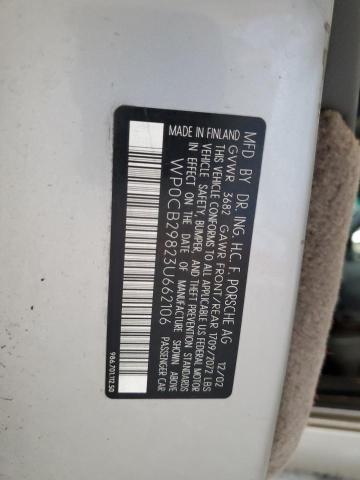 MFD BY DR. ING. H.C. F. PORSCHE AG 12/02
GVWR 3682 GAWR FRONT/REAR 1709/2072 LBS
THIS VEHICLE CONFORMS TO ALL APPLICABLE US FEDERAL MOTOR
VEHICLE SAFETY, BUMPER, AND THEFT PREVENTION STANDARDS
IN EFFECT ON THE DATE OF MANUFACTURE SHOWN ABOVE
MADE IN FINLAND
WP0CB29823U662106
PASSENGER CAR
986.701.112.50